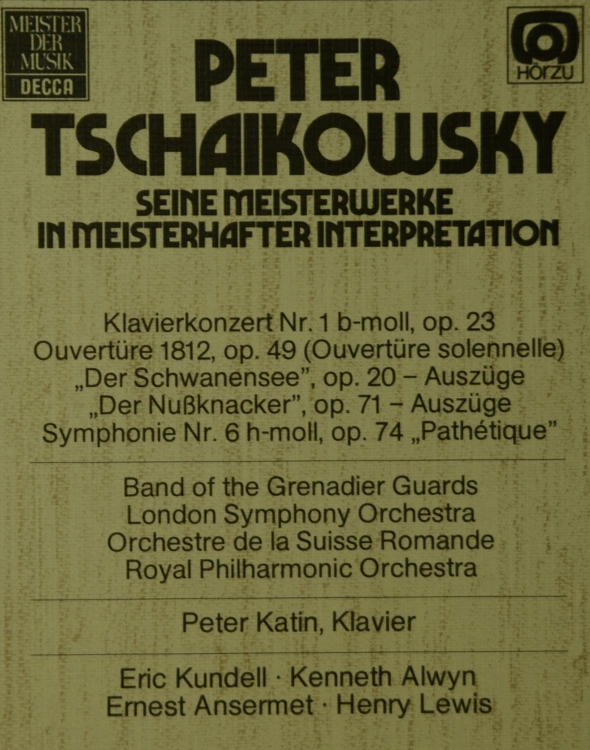 MEISTER
DER
MUSIK
DECCA
HÖRZU
PETER
TSCHAIKOWSKY
SEINE MEISTERWERKE
IN MEISTERHAFTER INTERPRETATION
Klavierkonzert Nr. 1 b-moll, op. 23
Ouvertüre 1812, op. 49 (Ouvertüre solennelle)
„Der Schwanensee”, op. 20 – Auszüge
„Der Nußknacker”, op. 71 – Auszüge
Symphonie Nr. 6 h-moll, op. 74 „Pathétique”
Band of the Grenadier Guards
London Symphony Orchestra
Orchestre de la Suisse Romande
Royal Philharmonic Orchestra
Peter Katin, Klavier
Eric Kundell · Kenneth Alwyn
Ernest Ansermet · Henry Lewis